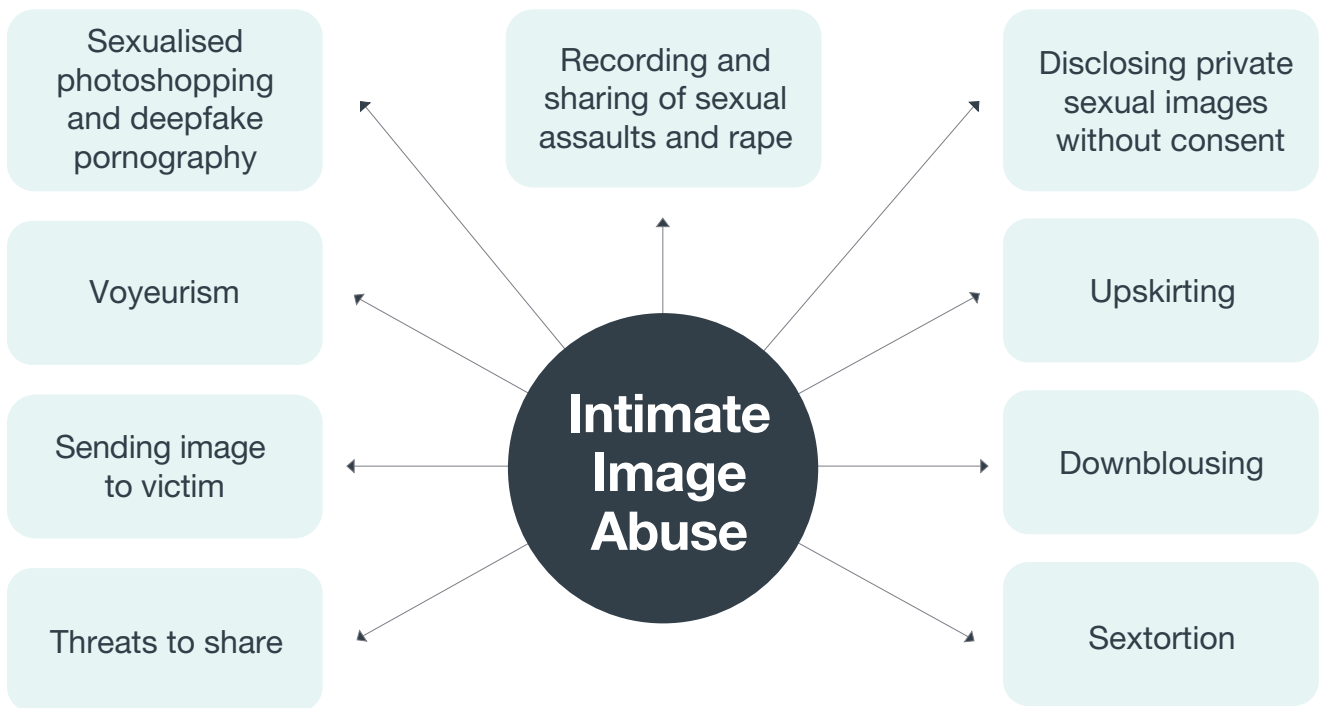 Sexualised
photoshopping
and deepfake
pornography
Recording and
sharing of sexual
assaults and rape
Disclosing private
sexual images
without consent
Voyeurism
Upskirting
Sending image
to victim
Intimate
Image
Abuse
Downblousing
Threats to share
Sextortion